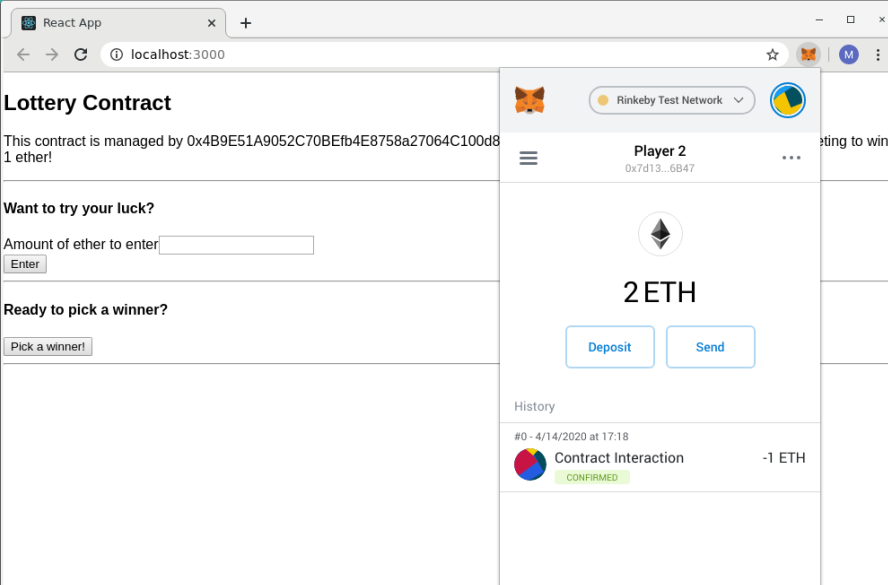 React App
localhost:3000
M
Lottery Contract
This contract is managed by 0x4B9E51A9052C70BEfb4E8758a27064C100d8 eting to win
1 ether!
Want to try your luck?
Amount of ether to enter
Enter
Ready to pick a winner?
Pick a winner!
Rinkeby Test Network
Player 2
0x7d13...6B47
2 ETH
Deposit
Send
History
#0 - 4/14/2020 at 17:18
Contract Interaction
-1 ETH
CONFIRMED